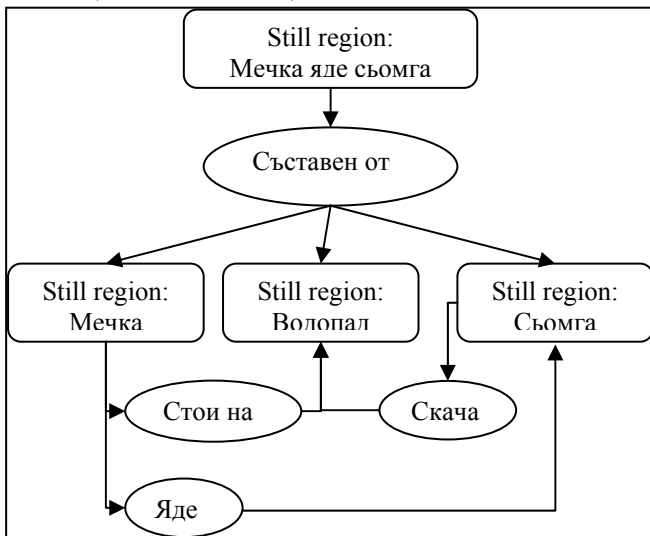 Still region:
Мечка яде сьомга
Съставен от
Still region:
Мечка
Still region:
Водопад
Still region:
Сьомга
Стои на
Скача
Яде